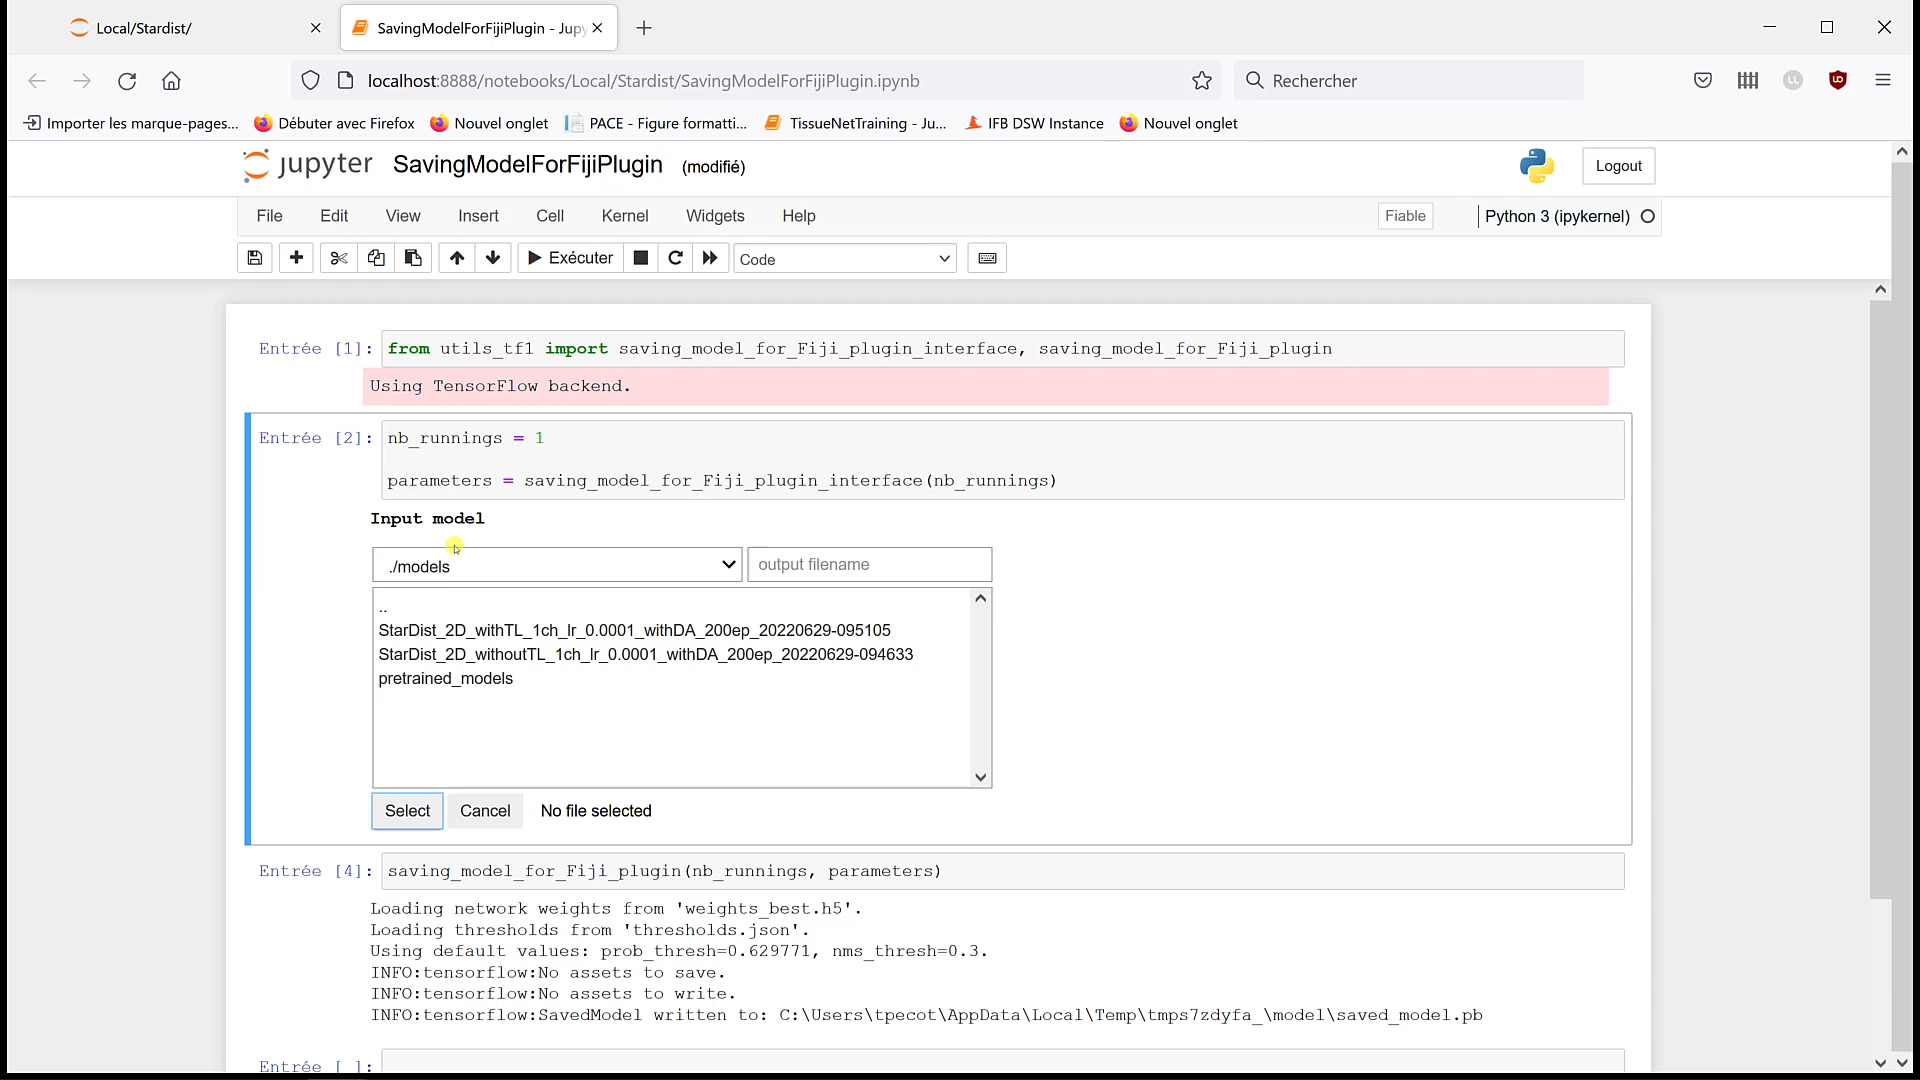 Local/Stardist/
SavingModelForFijiPlugin - Jupy
localhost:8888/notebooks/Local/Stardist/SavingModelForFijiPlugin.ipynb
Rechercher
Importer les marque-pages...
Débuter avec Firefox
Nouvel onglet
PACE - Figure formatti...
TissueNetTraining - Ju...
IFB DSW Instance
Nouvel onglet
jupyter SavingModelForFijiPlugin (modifié)
Logout
File Edit View Insert Cell Kernel Widgets Help
Fiable
Python 3 (ipykernel)
Exécuter
Code
Entrée [1]: from utils_tf1 import saving_model_for_Fiji_plugin_interface, saving_model_for_Fiji_plugin
Using TensorFlow backend.
Entrée [2]: nb_runnings = 1
parameters = saving_model_for_Fiji_plugin_interface(nb_runnings)
Input model
./models
output filename
..
StarDist_2D_withTL_1ch_lr_0.0001_withDA_200ep_20220629-095105
StarDist_2D_withoutTL_1ch_lr_0.0001_withDA_200ep_20220629-094633
pretrained_models
Select Cancel No file selected
Entrée [4]: saving_model_for_Fiji_plugin(nb_runnings, parameters)
Loading network weights from 'weights_best.h5'.
Loading thresholds from 'thresholds.json'.
Using default values: prob_thresh=0.629771, nms_thresh=0.3.
INFO:tensorflow:No assets to save.
INFO:tensorflow:No assets to write.
INFO:tensorflow:SavedModel written to: C:\Users\tpecot\AppData\Local\Temp\tmps7zdyfa_\model\saved_model.pb
Entrée [ ]: